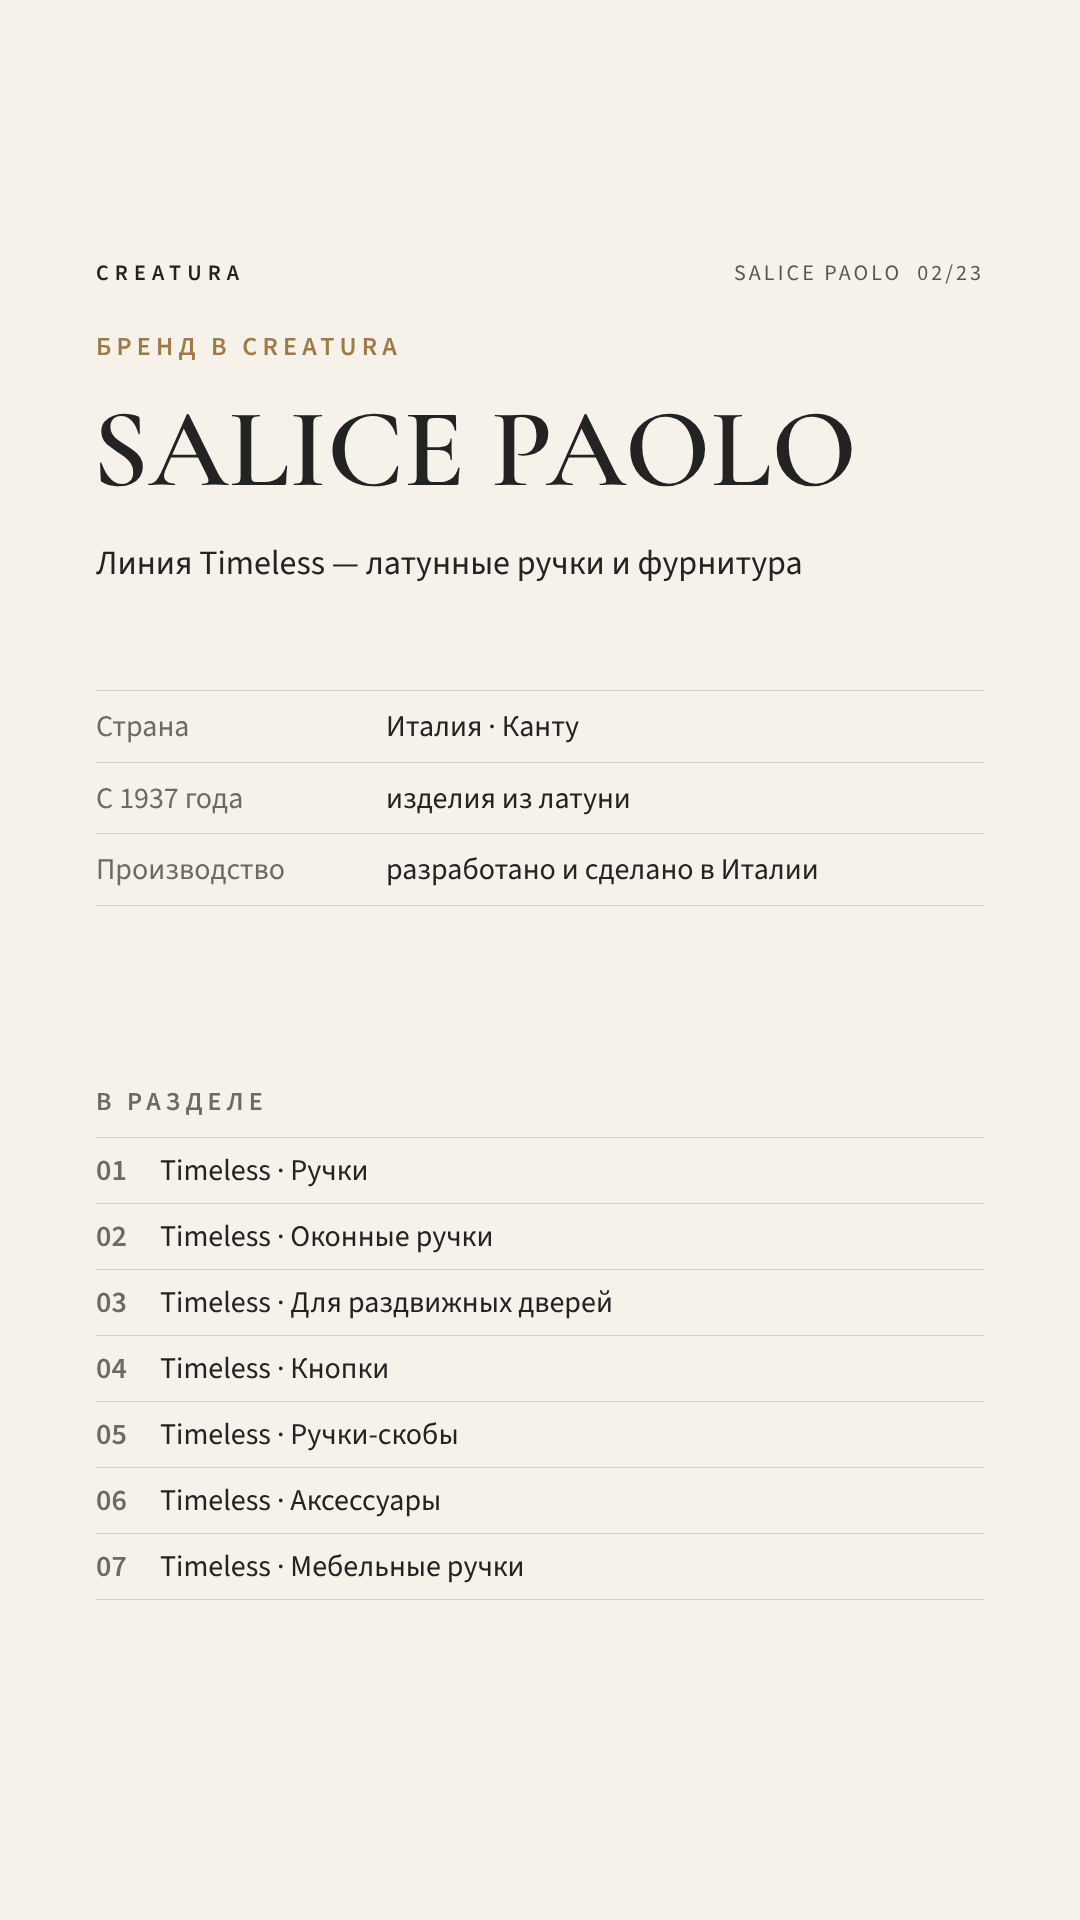 CREATURA
SALICE PAOLO 02/23
БРЕНД В CREATURA
SALICE PAOLO
Линия Timeless — латунные ручки и фурнитура
Страна Италия · Канту
С 1937 года изделия из латуни
Производство разработано и сделано в Италии
В РАЗДЕЛЕ
01 Timeless · Ручки
02 Timeless · Оконные ручки
03 Timeless · Для раздвижных дверей
04 Timeless · Кнопки
05 Timeless · Ручки-скобы
06 Timeless · Аксессуары
07 Timeless · Мебельные ручки